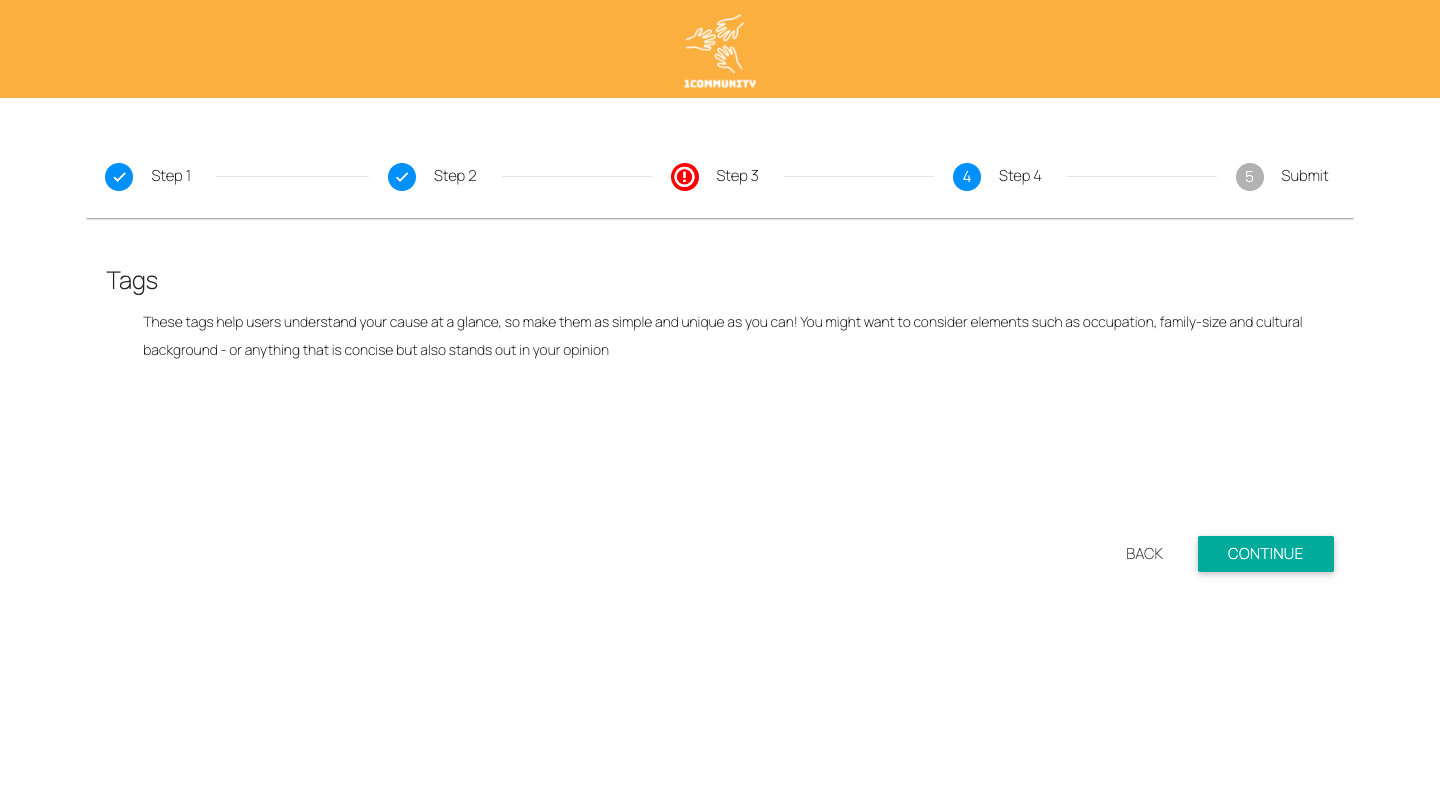 1COMMUNITY
Step 1
Step 2
Step 3
4 Step 4
5 Submit
Tags
These tags help users understand your cause at a glance, so make them as simple and unique as you can! You might want to consider elements such as occupation, family-size and cultural
background - or anything that is concise but also stands out in your opinion
BACK
CONTINUE